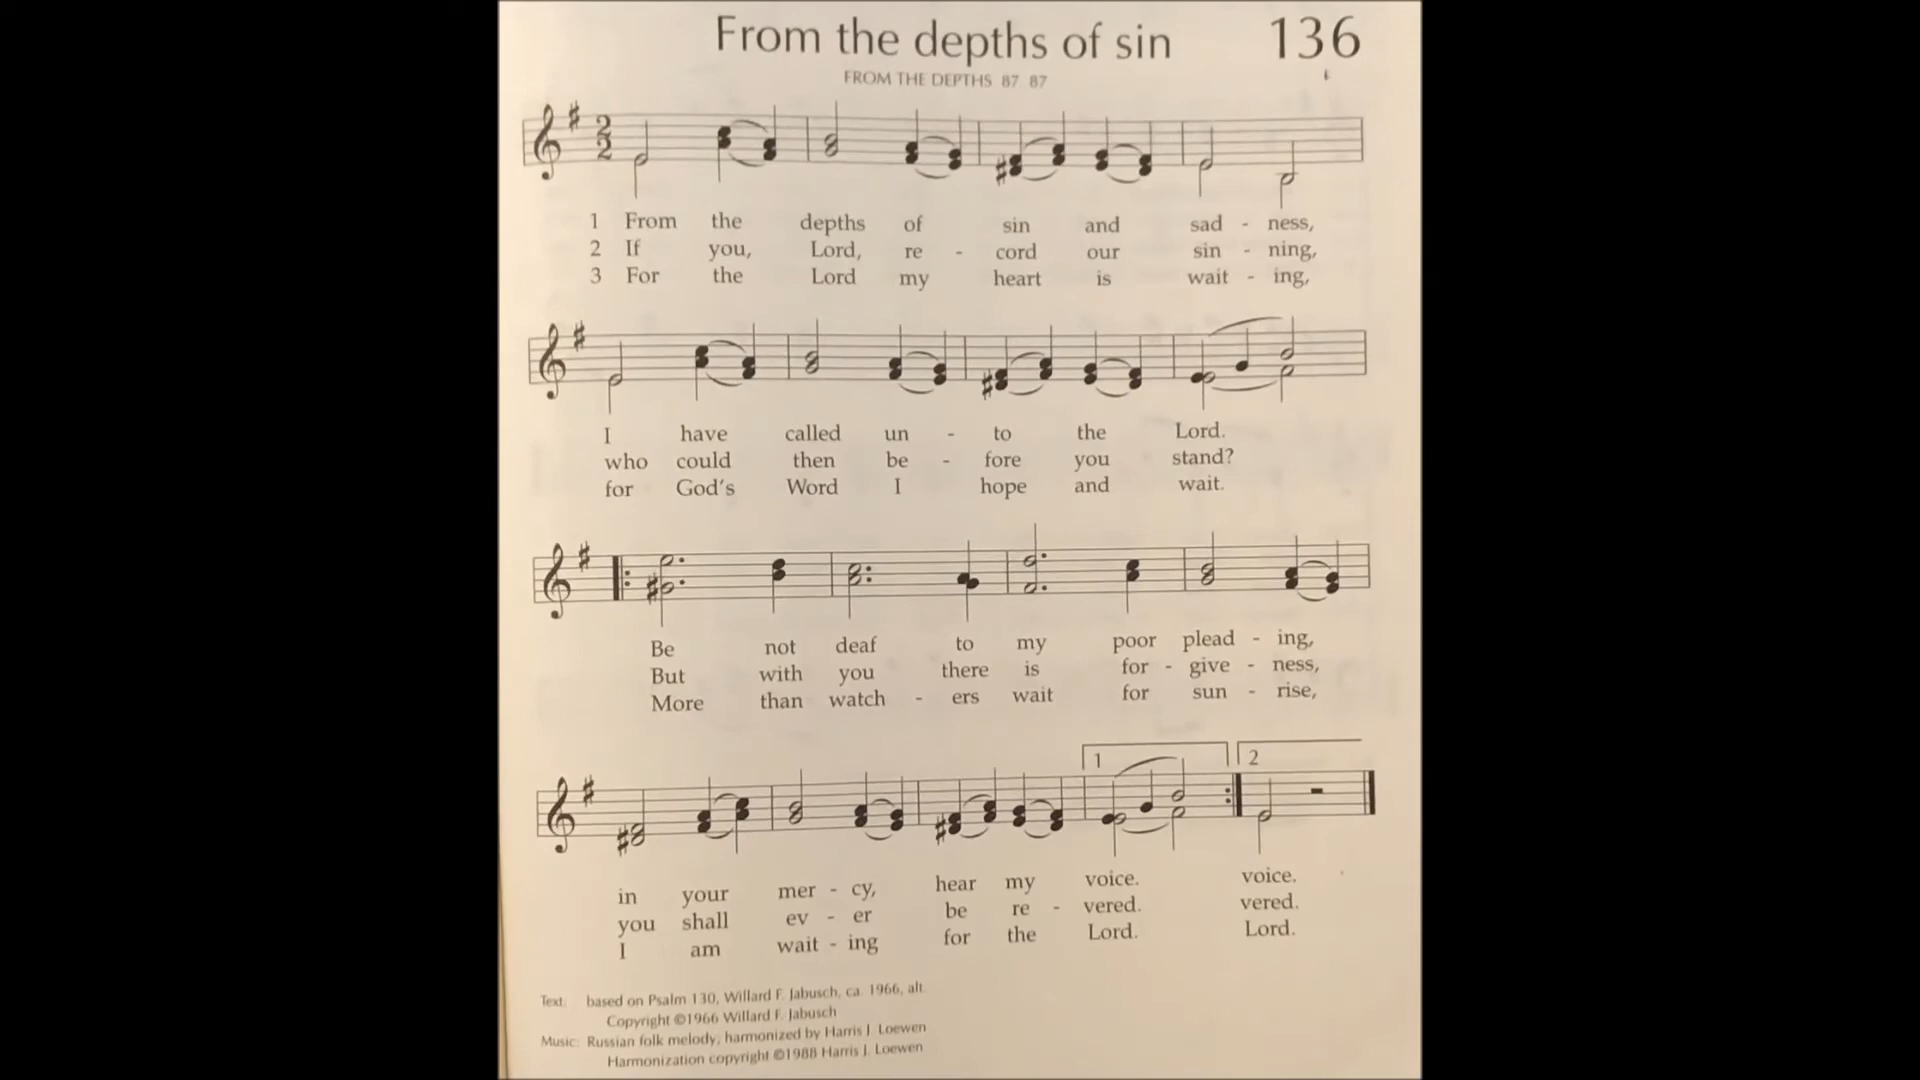 From the depths of sin 136
FROM THE DEPTHS 87 87
1 From the depths of sin and sad - ness,
2 If you, Lord, re - cord our sin - ning,
3 For the Lord my heart is wait - ing,
I have called un - to the Lord.
who could then be - fore you stand?
for God's Word I hope and wait.
Be not deaf to my poor plead - ing,
But with you there is for - give - ness,
More than watch - ers wait for sun - rise,
1 2
in your mer - cy, hear my voice. voice.
you shall ev - er be re - vered. vered.
I am wait - ing for the Lord. Lord.
Text: based on Psalm 130, Willard F. Jabusch, ca. 1966, alt.
Copyright ©1966 Willard F. Jabusch
Music: Russian folk melody, harmonized by Harris J. Loewen
Harmonization copyright ©1988 Harris J. Loewen